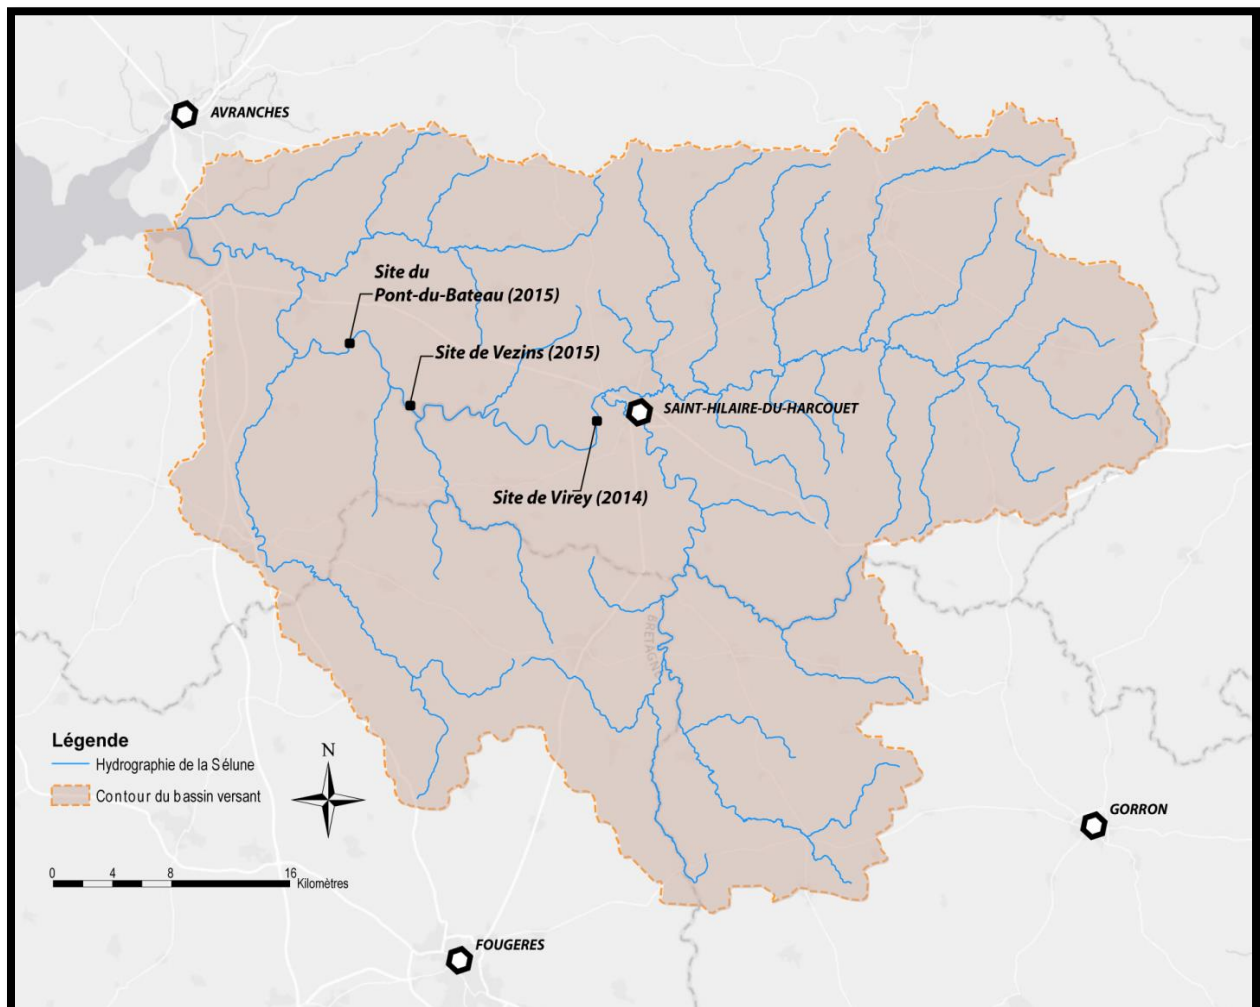 AVRANCHES
Site du
Pont-du-Bateau (2015)
Site de Vezins (2015)
SAINT-HILAIRE-DU-HARCOUET
Site de Virey (2014)
BRETAGNE
Légende
Hydrographie de la Sélune
Contour du bassin versant
N
0 4 8 16
Kilomètres
GORRON
FOUGERES